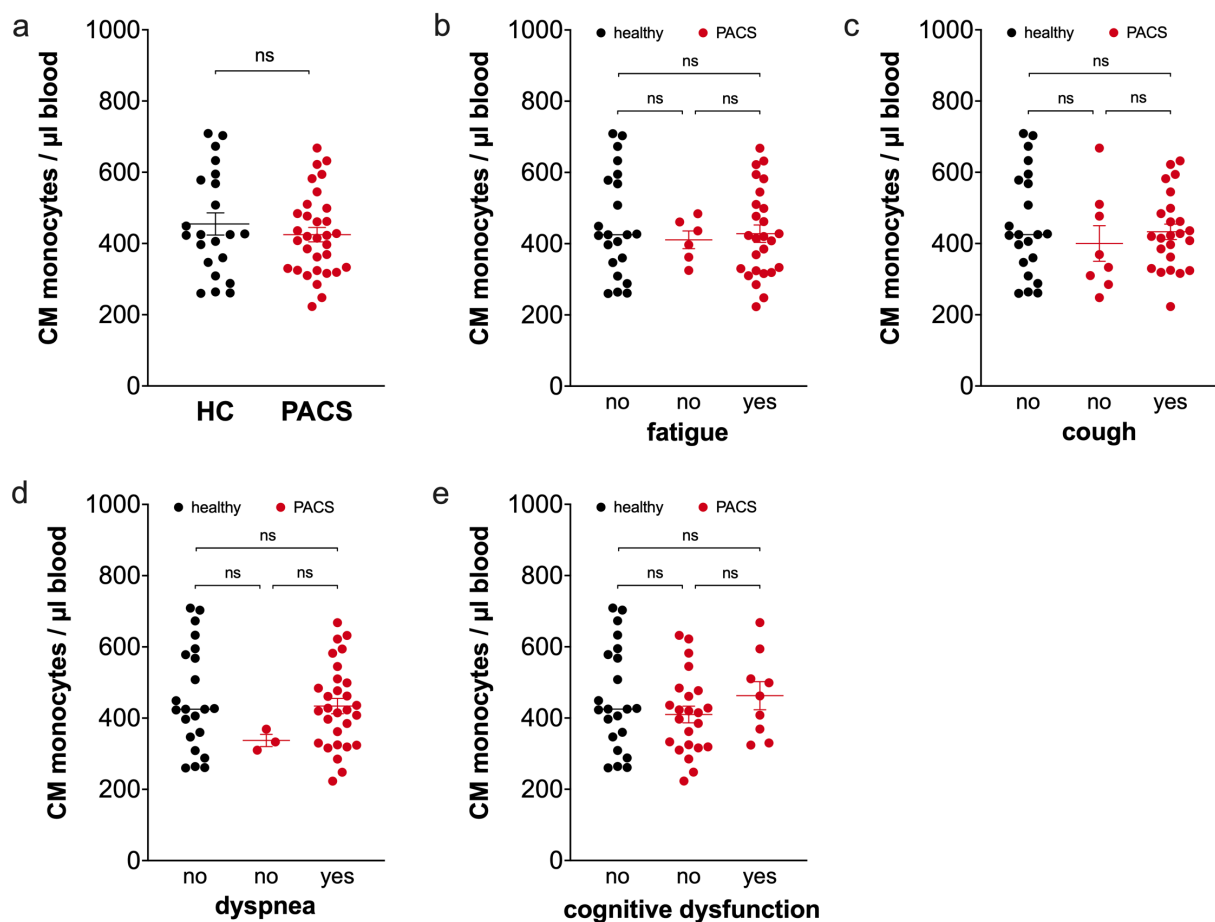 a
CM monocytes / µl blood
1000
800
600
400
200
0
ns
HC PACS
b
CM monocytes / µl blood
1000
800
600
400
200
0
healthy PACS
ns
ns ns
no no yes
fatigue
c
CM monocytes / µl blood
1000
800
600
400
200
0
healthy PACS
ns
ns ns
no no yes
cough
d
CM monocytes / µl blood
1000
800
600
400
200
0
healthy PACS
ns
ns ns
no no yes
dyspnea
e
CM monocytes / µl blood
1000
800
600
400
200
0
healthy PACS
ns
ns ns
no no yes
cognitive dysfunction